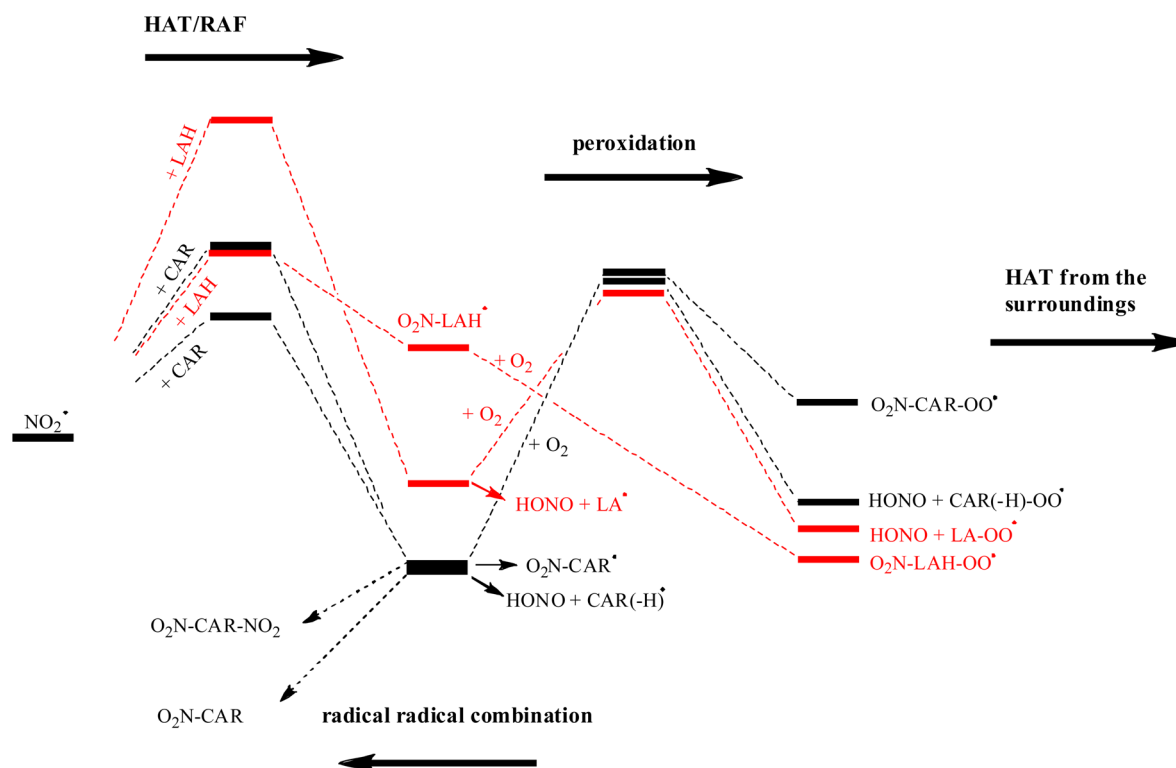 HAT/RAF
peroxidation
+ LAH
+ CAR
+ LAH
+ CAR
HAT from the
surroundings
O₂N-LAH•
+ O₂
+ O₂
+ O₂
NO₂•
O₂N-CAR-OO•
HONO + LA•
HONO + CAR(-H)-OO•
HONO + LA-OO•
O₂N-LAH-OO•
O₂N-CAR•
HONO + CAR(-H)•
O₂N-CAR-NO₂
O₂N-CAR
radical radical combination